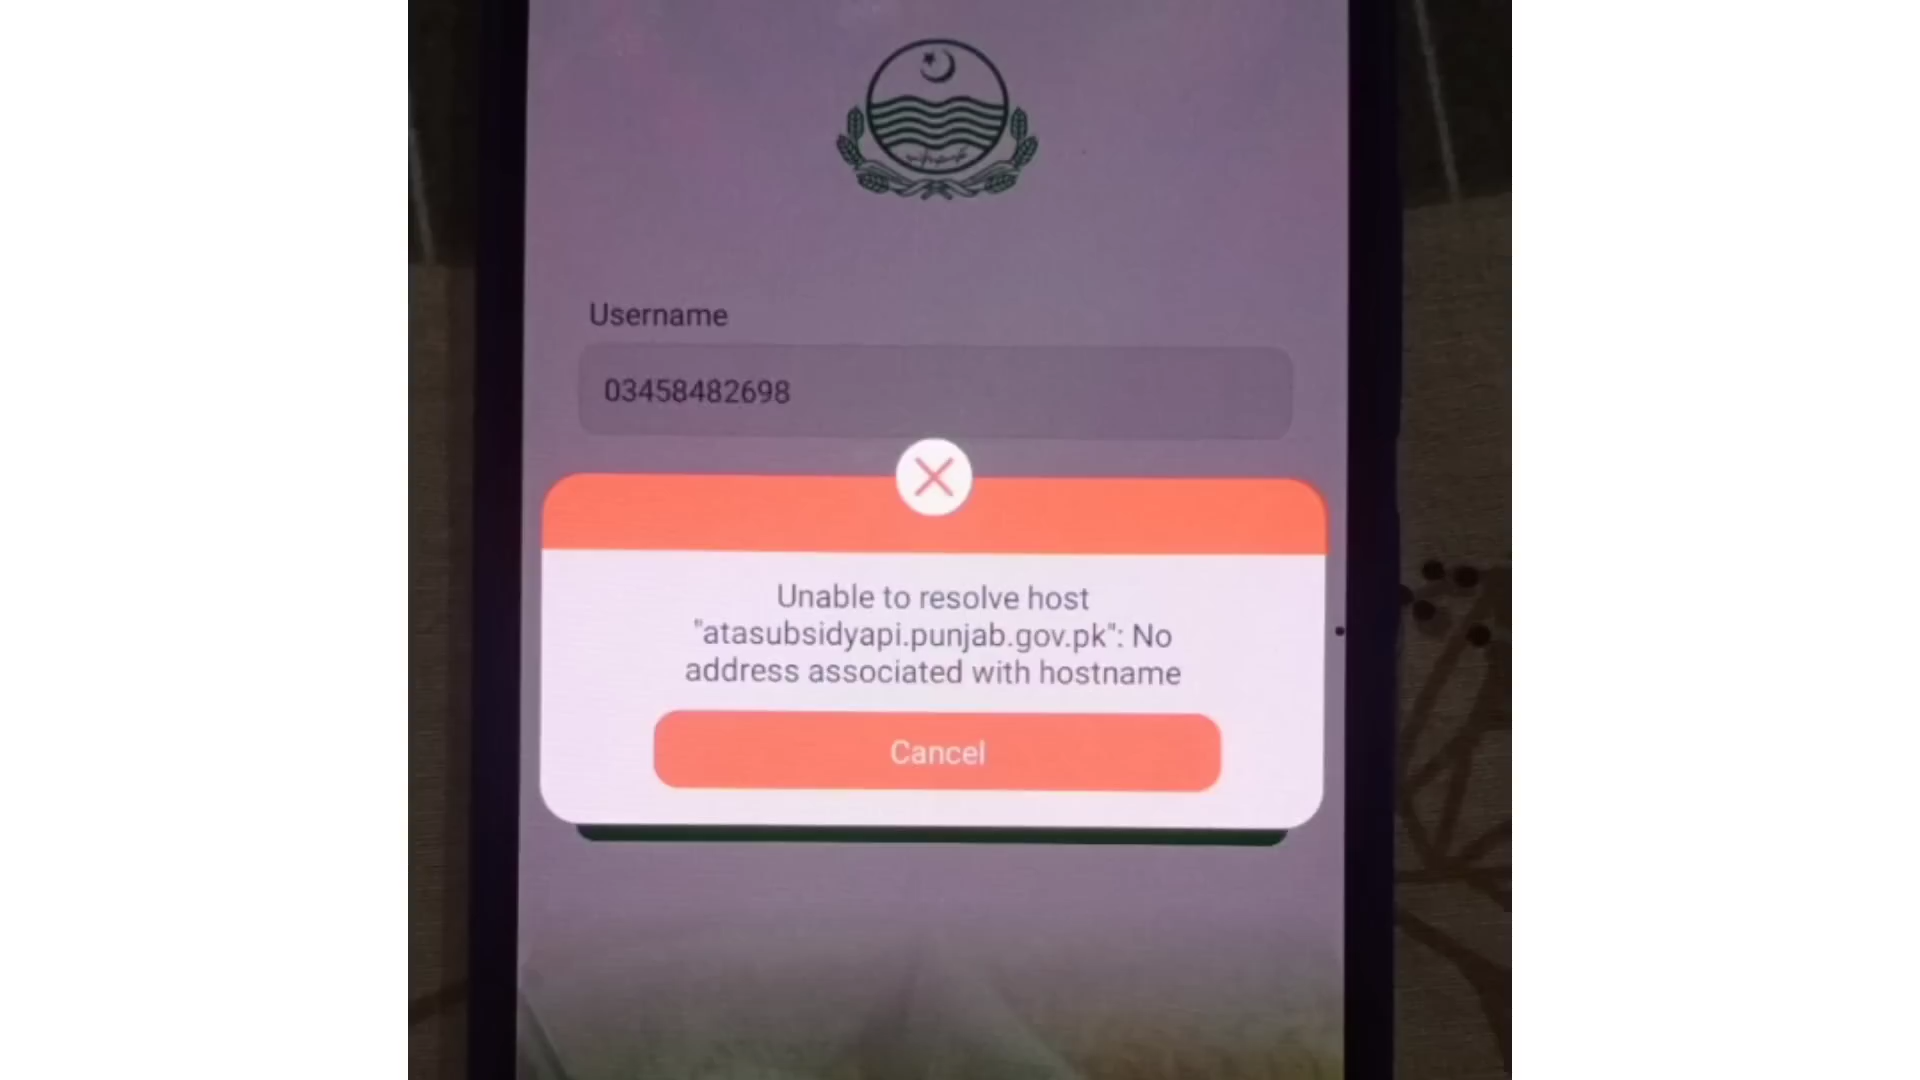 Username
03458482698
Unable to resolve host
"atasubsidyapi.punjab.gov.pk": No
address associated with hostname
Cancel